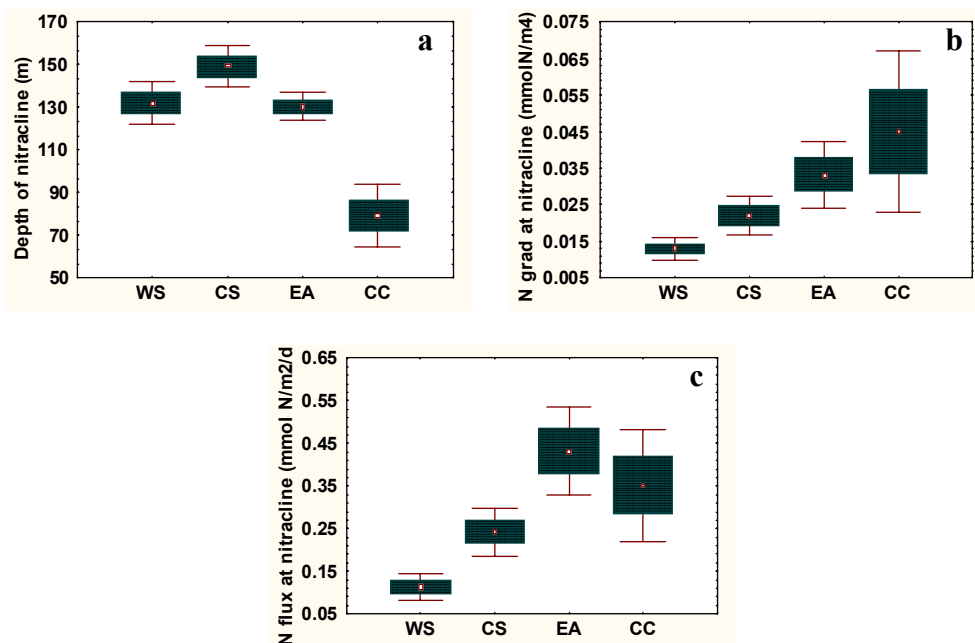 a
170
150
130
110
90
70
50
Depth of nitracline (m)
WS CS EA CC
b
0.075
0.065
0.055
0.045
0.035
0.025
0.015
0.005
N grad at nitracline (mmolN/m4)
WS CS EA CC
c
0.65
0.55
0.45
0.35
0.25
0.15
0.05
N flux at nitracline (mmol N/m2/d
WS CS EA CC